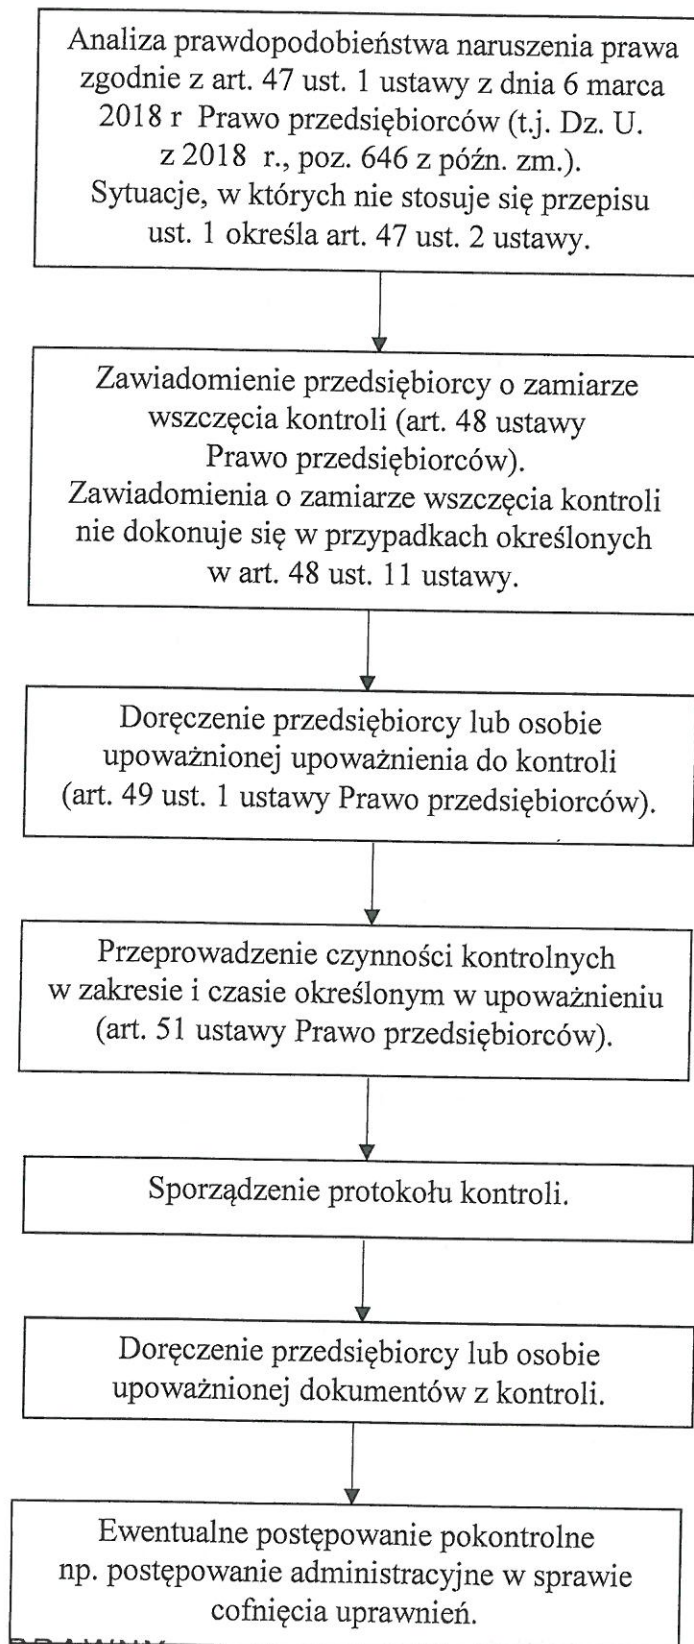 Analiza prawdopodobieństwa naruszenia prawa
zgodnie z art. 47 ust. 1 ustawy z dnia 6 marca
2018 r Prawo przedsiębiorców (t.j. Dz. U.
z 2018 r., poz. 646 z późn. zm.).
Sytuacje, w których nie stosuje się przepisu
ust. 1 określa art. 47 ust. 2 ustawy.
Zawiadomienie przedsiębiorcy o zamiarze
wszczęcia kontroli (art. 48 ustawy
Prawo przedsiębiorców).
Zawiadomienia o zamiarze wszczęcia kontroli
nie dokonuje się w przypadkach określonych
w art. 48 ust. 11 ustawy.
Doręczenie przedsiębiorcy lub osobie
upoważnionej upoważnienia do kontroli
(art. 49 ust. 1 ustawy Prawo przedsiębiorców).
Przeprowadzenie czynności kontrolnych
w zakresie i czasie określonym w upoważnieniu
(art. 51 ustawy Prawo przedsiębiorców).
Sporządzenie protokołu kontroli.
Doręczenie przedsiębiorcy lub osobie
upoważnionej dokumentów z kontroli.
Ewentualne postępowanie pokontrolne
np. postępowanie administracyjne w sprawie
cofnięcia uprawnień.